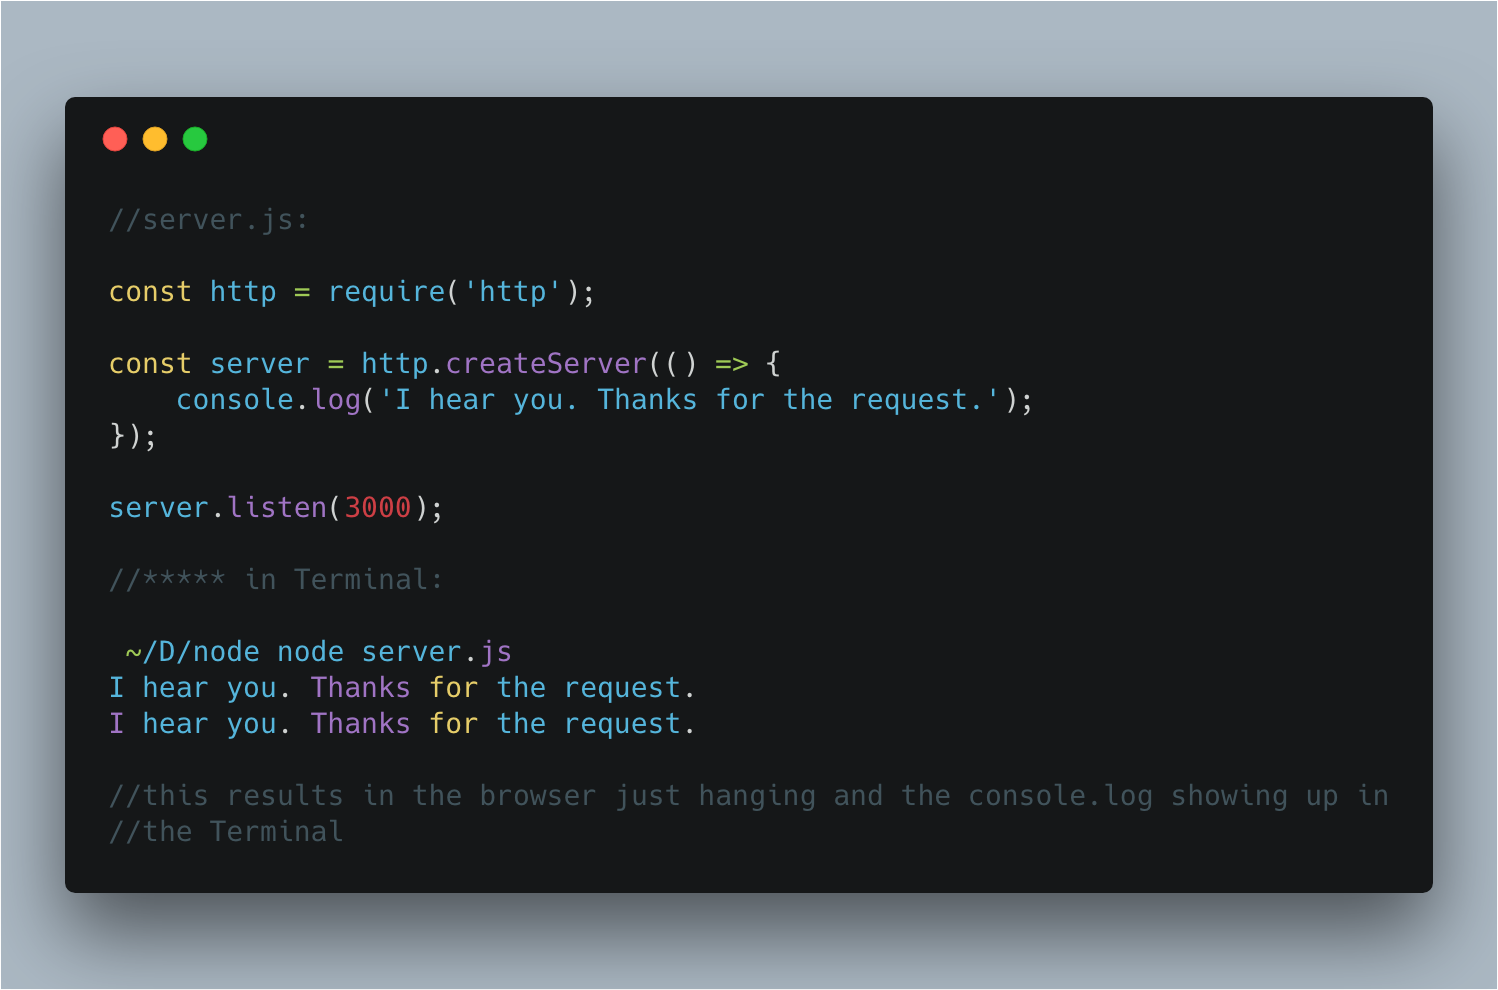 //server.js:
const http = require('http');
const server = http.createServer(() => {
    console.log('I hear you. Thanks for the request.');
});
server.listen(3000);
//***** in Terminal:
 ~/D/node node server.js
I hear you. Thanks for the request.
I hear you. Thanks for the request.
//this results in the browser just hanging and the console.log showing up in
//the Terminal